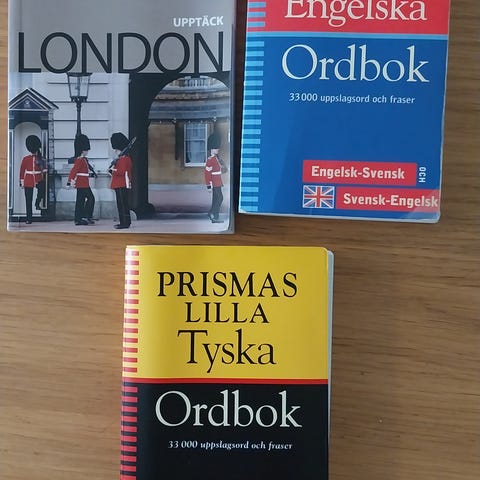 UPPTÄCK
LONDON
Engelska
Ordbok
33 000 uppslagsord och fraser
Engelsk-Svensk
OCH
Svensk-Engelsk
PRISMAS
LILLA
Tyska
Ordbok
33 000 uppslagsord och fraser